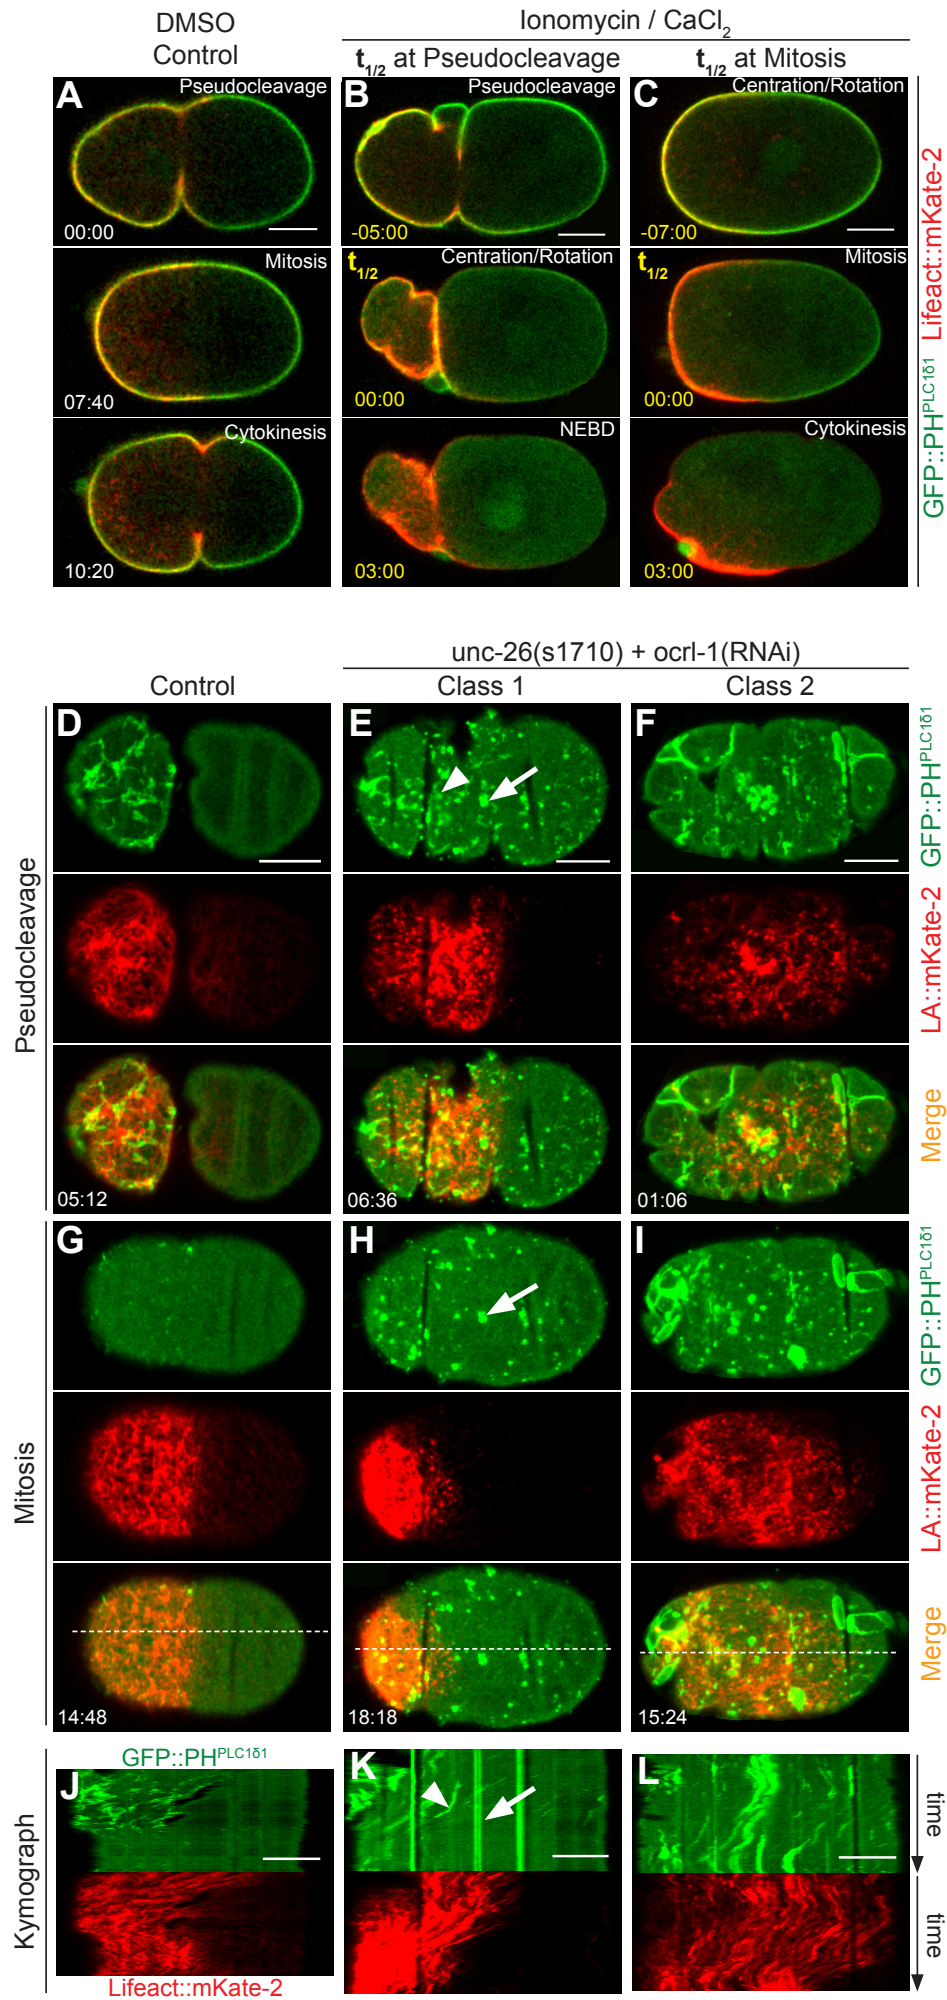 DMSO
Control
Ionomycin / CaCl2
t1/2 at Pseudocleavage
t1/2 at Mitosis
A
Pseudocleavage
00:00
B
Pseudocleavage
-05:00
C
Centration/Rotation
-07:00
Mitosis
07:40
t1/2
Centration/Rotation
00:00
t1/2
Mitosis
00:00
Cytokinesis
10:20
NEBD
03:00
Cytokinesis
03:00
GFP::PHPLC1δ1 Lifeact::mKate-2
unc-26(s1710) + ocrl-1(RNAi)
Control
Class 1
Class 2
Pseudocleavage
D
E
F
GFP::PHPLC1δ1
LA::mKate-2
05:12
06:36
01:06
Merge
Mitosis
G
H
I
GFP::PHPLC1δ1
LA::mKate-2
14:48
18:18
15:24
Merge
Kymograph
GFP::PHPLC1δ1
J
K
L
time
time
Lifeact::mKate-2